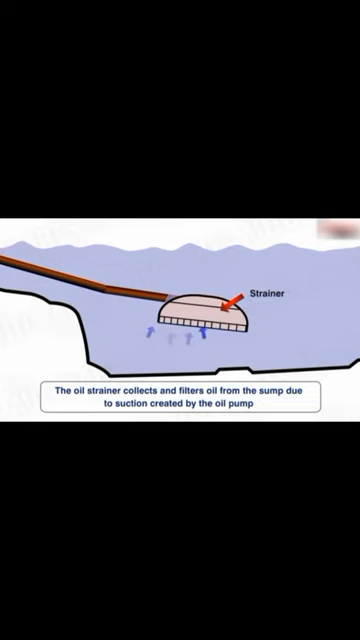 Strainer
The oil strainer collects and filters oil from the sump due
to suction created by the oil pump